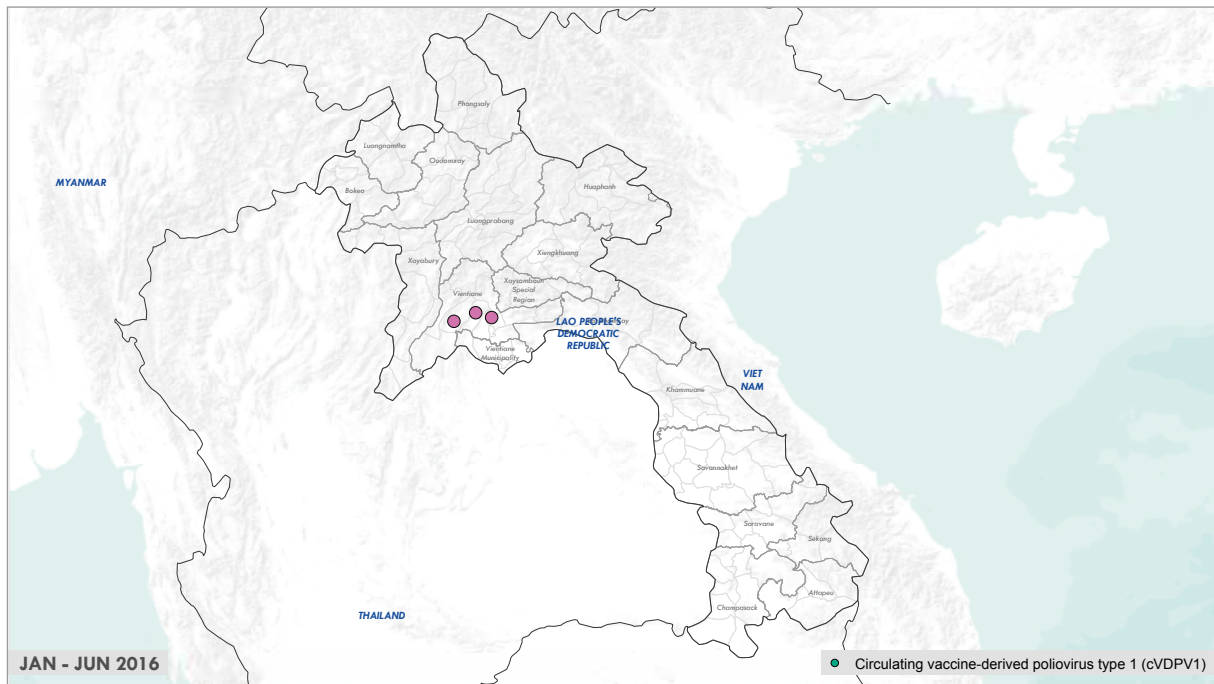 Phongsaly
Luangnamtha
Oudomxay
MYANMAR
Bokeo
Huaphanh
Luangprabang
Xayabury
Xiengkhuang
Vientiane
Xaysomboun
Special
Region
LAO PEOPLE'S
DEMOCRATIC
REPUBLIC
Vientiane
Municipality
VIET
NAM
Khammuane
Savannakhet
Saravane
Sekong
Attapeu
Champasack
THAILAND
JAN - JUN 2016
Circulating vaccine-derived poliovirus type 1 (cVDPV1)